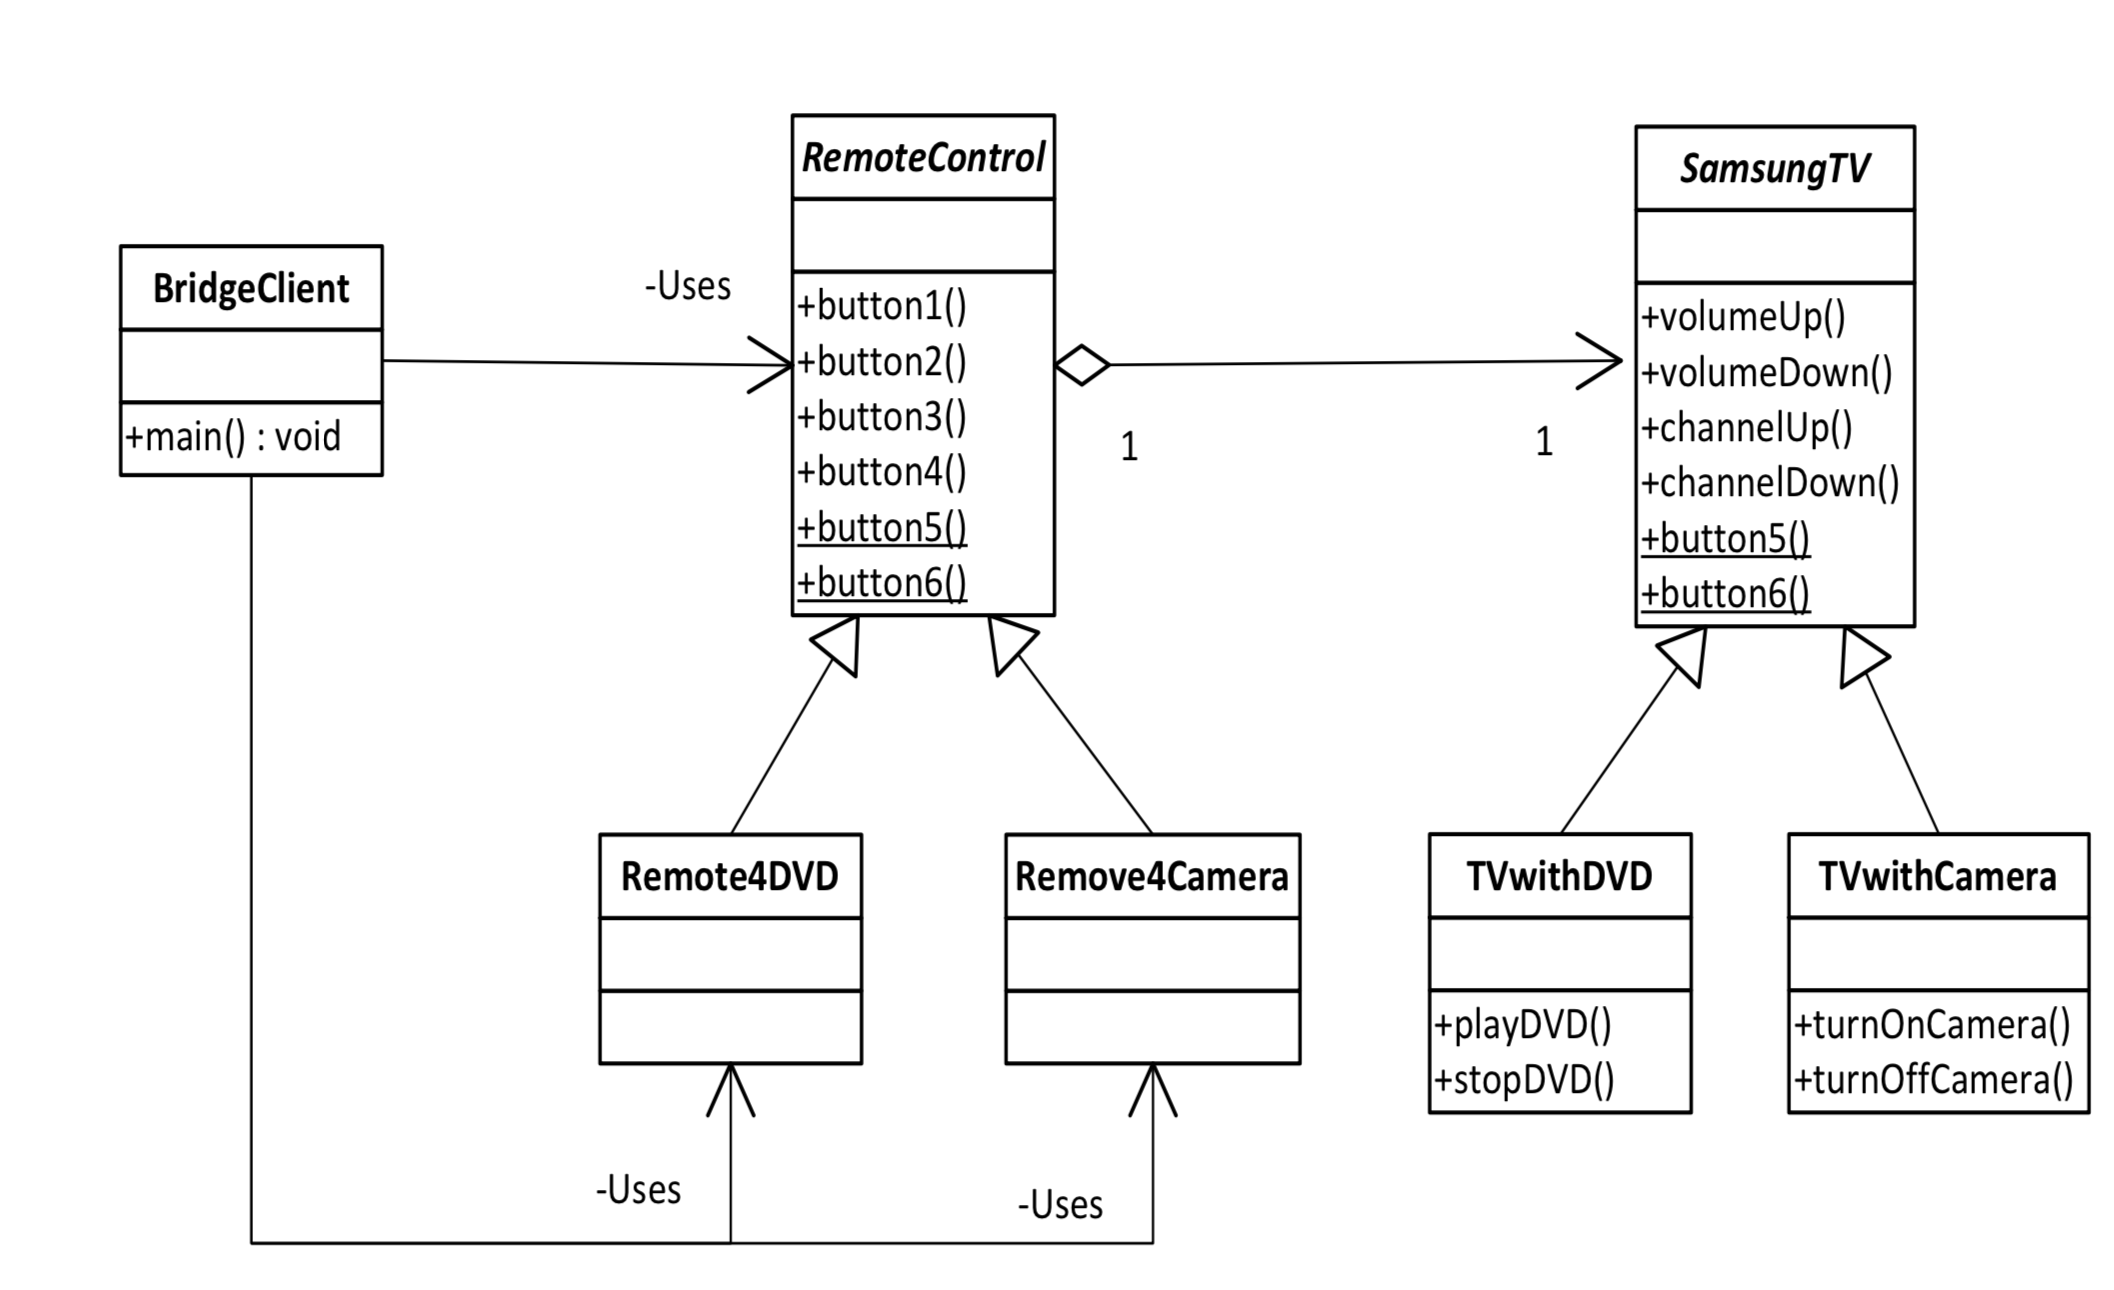 RemoteControl
+button1()
+button2()
+button3()
+button4()
+button5()
+button6()
SamsungTV
+volumeUp()
+volumeDown()
+channelUp()
+channelDown()
+button5()
+button6()
BridgeClient
+main() : void
-Uses
1
1
Remote4DVD
Remove4Camera
TVwithDVD
+playDVD()
+stopDVD()
TVwithCamera
+turnOnCamera()
+turnOffCamera()
-Uses
-Uses